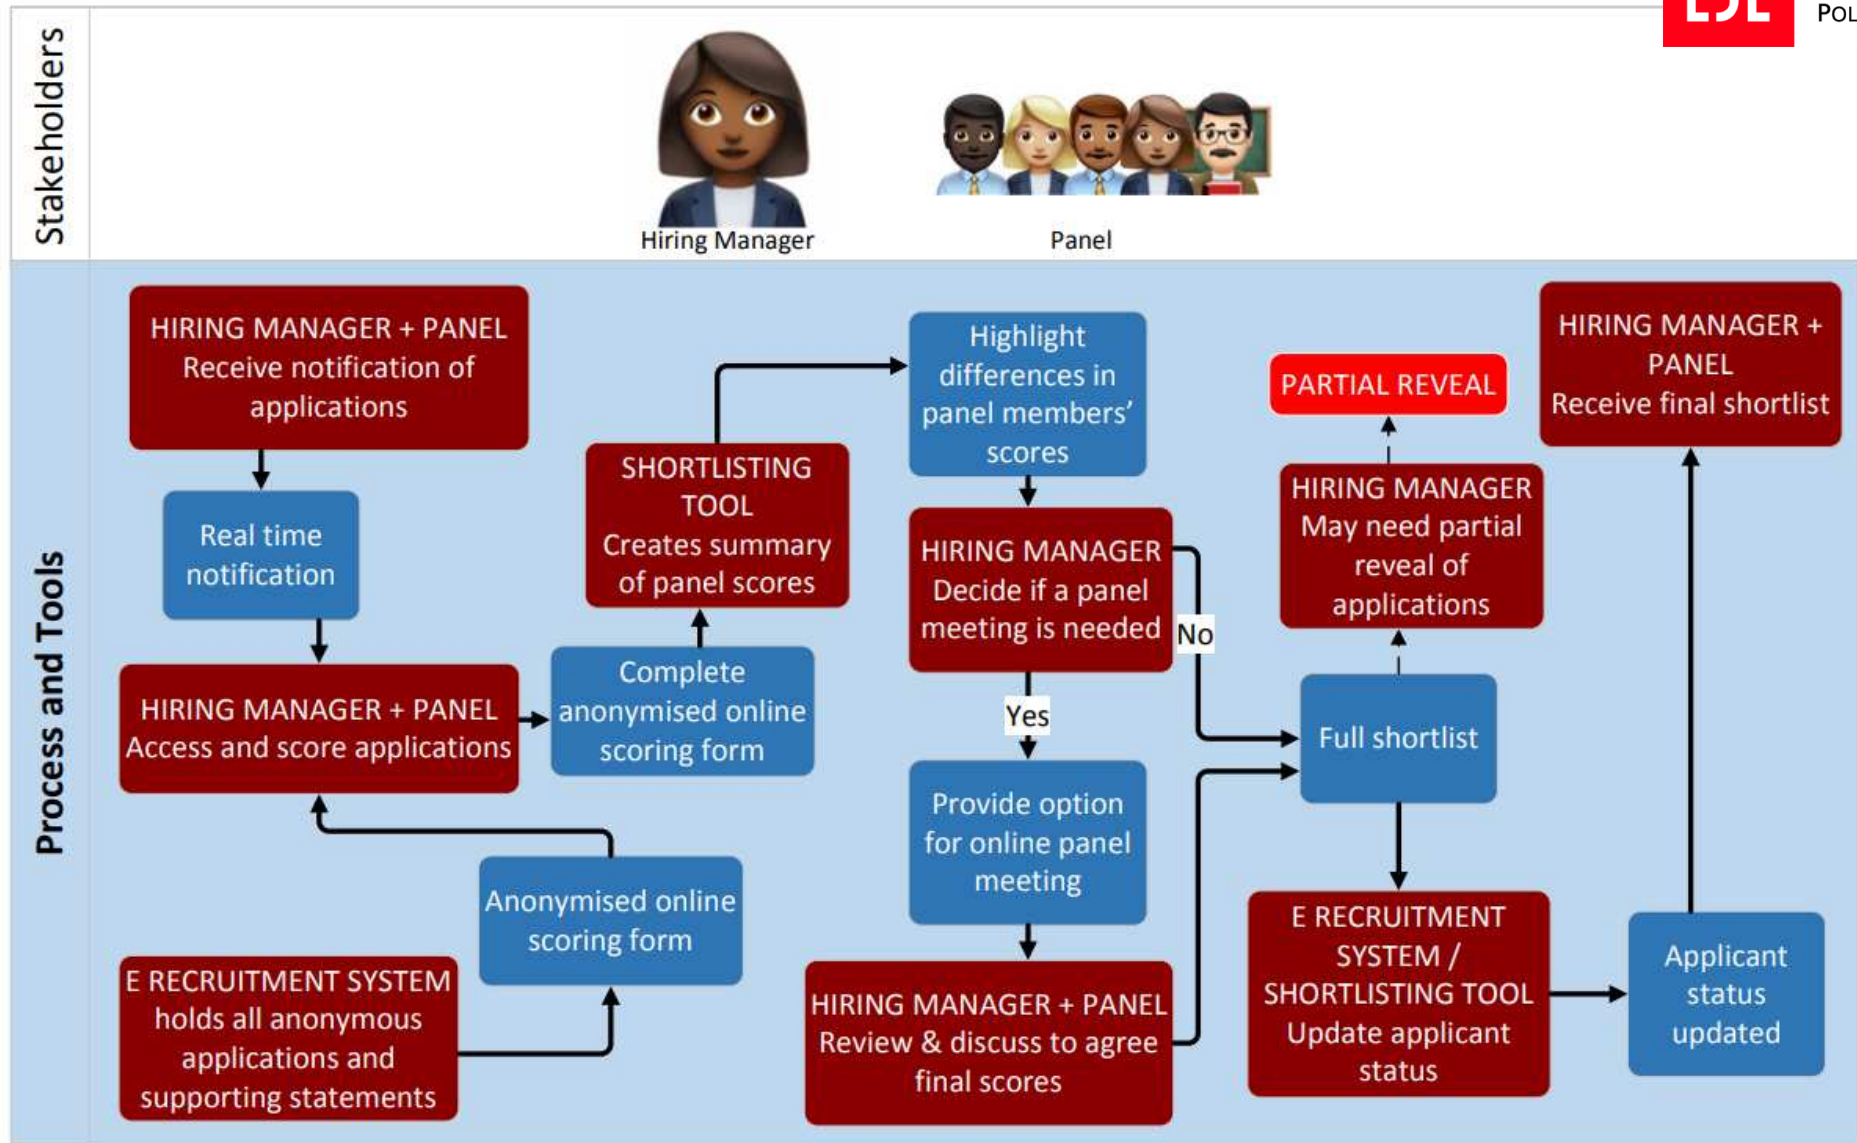 POL
Stakeholders
Hiring Manager
Panel
Process and Tools
HIRING MANAGER + PANEL
Receive notification of
applications
Real time
notification
HIRING MANAGER + PANEL
Access and score applications
Anonymised online
scoring form
E RECRUITMENT SYSTEM
holds all anonymous
applications and
supporting statements
Complete
anonymised online
scoring form
SHORTLISTING
TOOL
Creates summary
of panel scores
Highlight
differences in
panel members’
scores
HIRING MANAGER
Decide if a panel
meeting is needed
No
Yes
Provide option
for online panel
meeting
HIRING MANAGER + PANEL
Review & discuss to agree
final scores
PARTIAL REVEAL
HIRING MANAGER
May need partial
reveal of
applications
Full shortlist
E RECRUITMENT
SYSTEM /
SHORTLISTING TOOL
Update applicant
status
Applicant
status
updated
HIRING MANAGER +
PANEL
Receive final shortlist